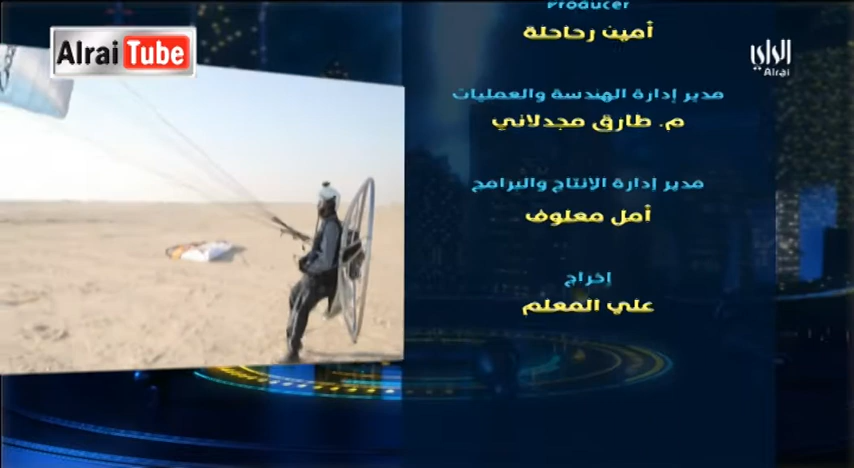 Alrai Tube
Producer
أمين رحاحلة
الراي
Alrai
مدير إدارة الهندسة والعمليات
م. طارق مجدلاني
مدير إدارة الإنتاج والبرامج
أمل معلوف
إخراج
علي المعلم